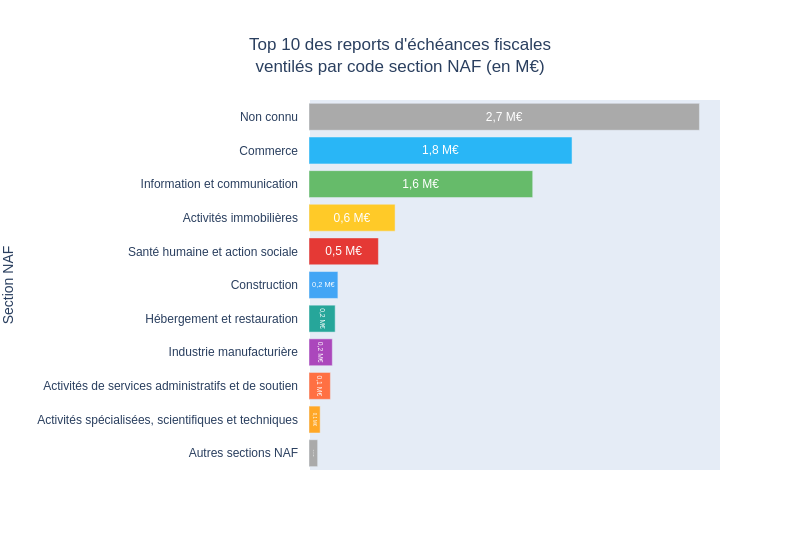 Top 10 des reports d'échéances fiscales
ventilés par code section NAF (en M€)
Section NAF
Non connu 2,7 M€
Commerce 1,8 M€
Information et communication 1,6 M€
Activités immobilières 0,6 M€
Santé humaine et action sociale 0,5 M€
Construction 0,2 M€
Hébergement et restauration 0,2 M€
Industrie manufacturière 0,2 M€
Activités de services administratifs et de soutien 0,1 M€
Activités spécialisées, scientifiques et techniques
Autres sections NAF